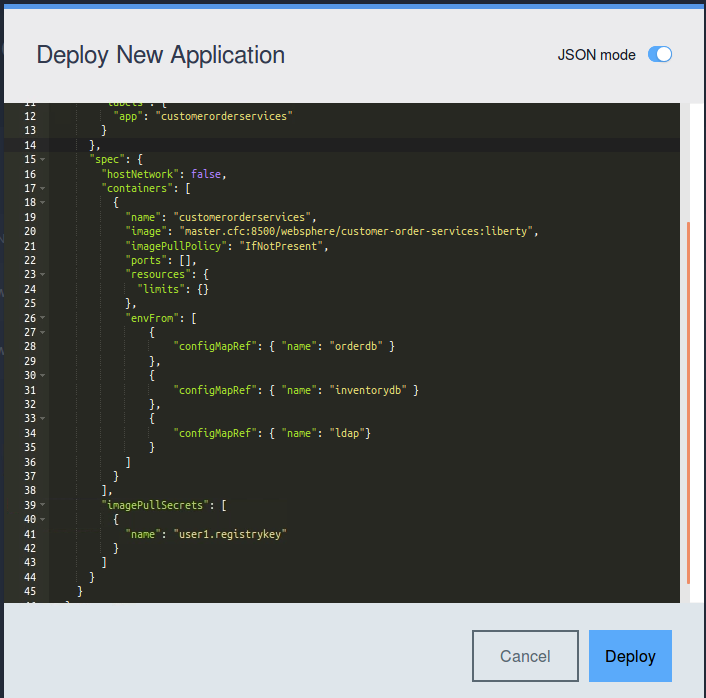 Deploy New Application
JSON mode
11 "labels": {
12 "app": "customerorderservices"
13 }
14 },
15 "spec": {
16 "hostNetwork": false,
17 "containers": [
18 {
19 "name": "customerorderservices",
20 "image": "master.cfc:8500/websphere/customer-order-services:liberty",
21 "imagePullPolicy": "IfNotPresent",
22 "ports": [],
23 "resources": {
24 "limits": {}
25 },
26 "envFrom": [
27 {
28 "configMapRef": { "name": "orderdb" }
29 },
30 {
31 "configMapRef": { "name": "inventorydb" }
32 },
33 {
34 "configMapRef": { "name": "ldap"}
35 }
36 ]
37 }
38 ],
39 "imagePullSecrets": [
40 {
41 "name": "user1.registrykey"
42 }
43 ]
44 }
45 }
Cancel
Deploy